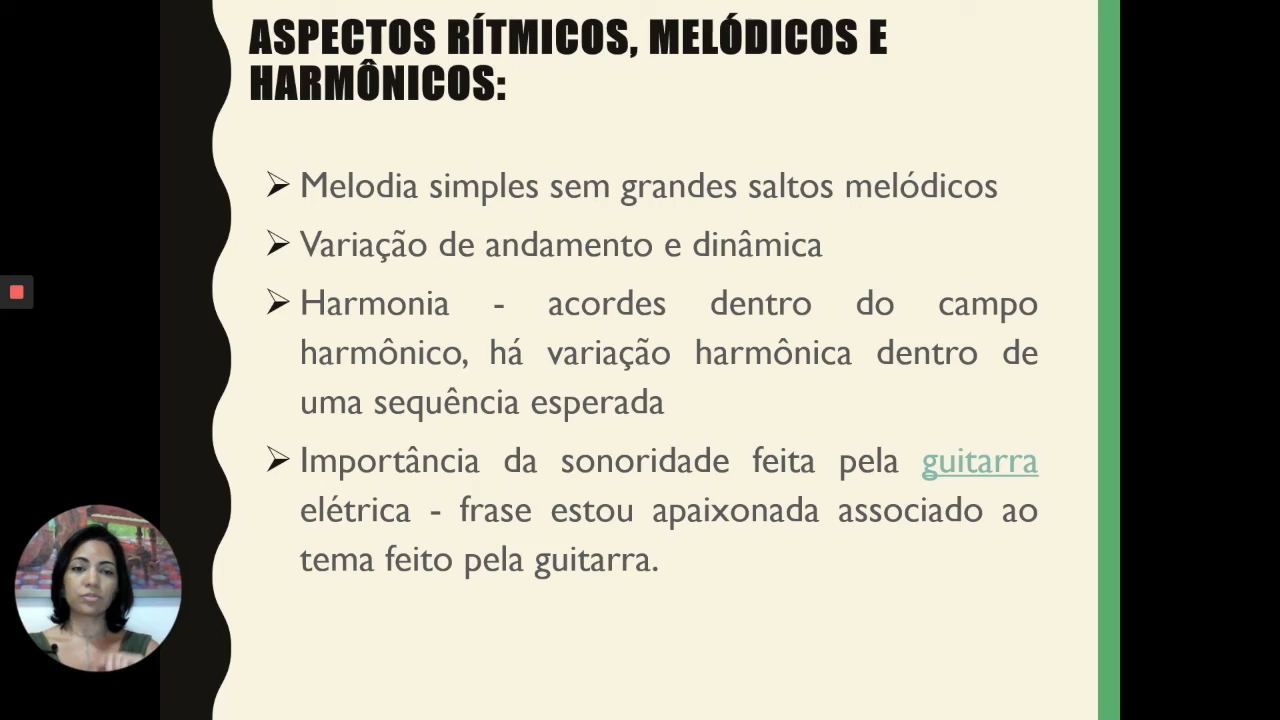 ASPECTOS RÍTMICOS, MELÓDICOS E
HARMÔNICOS:
Melodia simples sem grandes saltos melódicos
Variação de andamento e dinâmica
Harmonia - acordes dentro do campo
harmônico, há variação harmônica dentro de
uma sequência esperada
Importância da sonoridade feita pela guitarra
elétrica - frase estou apaixonada associado ao
tema feito pela guitarra.